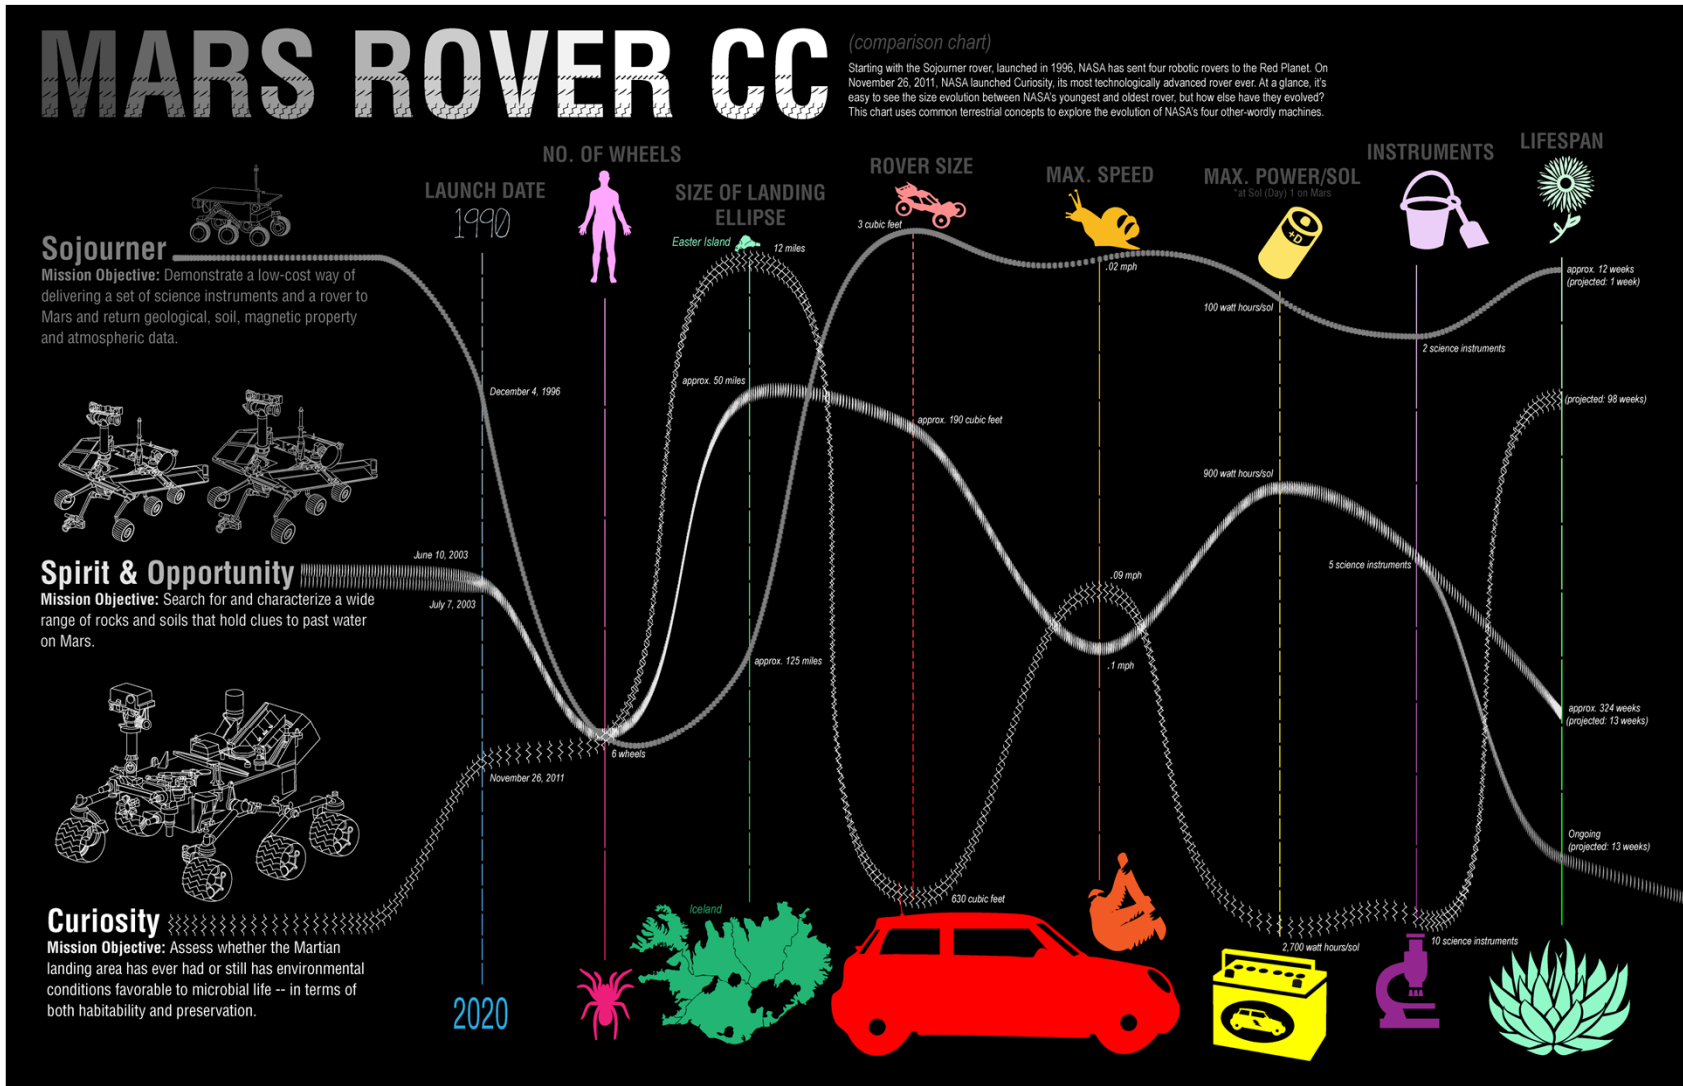 MARS ROVER CC
(comparison chart)
Starting with the Sojourner rover, launched in 1996, NASA has sent four robotic rovers to the Red Planet. On
November 26, 2011, NASA launched Curiosity, its most technologically advanced rover ever. At a glance, it's
easy to see the size evolution between NASA's youngest and oldest rover, but how else have they evolved?
This chart uses common terrestrial concepts to explore the evolution of NASA's four other-wordly machines.
LAUNCH DATE
1990
NO. OF WHEELS
SIZE OF LANDING
ELLIPSE
ROVER SIZE
MAX. SPEED
MAX. POWER/SOL
*at Sol (Day) 1 on Mars
INSTRUMENTS
LIFESPAN
+D
Sojourner
Mission Objective: Demonstrate a low-cost way of
delivering a set of science instruments and a rover to
Mars and return geological, soil, magnetic property
and atmospheric data.
Easter Island
12 miles
3 cubic feet
.02 mph
100 watt hours/sol
2 science instruments
approx. 12 weeks
(projected: 1 week)
December 4, 1996
approx. 50 miles
approx. 190 cubic feet
900 watt hours/sol
(projected: 98 weeks)
June 10, 2003
Spirit & Opportunity
Mission Objective: Search for and characterize a wide
range of rocks and soils that hold clues to past water
on Mars.
July 7, 2003
.09 mph
5 science instruments
approx. 125 miles
.1 mph
approx. 324 weeks
(projected: 13 weeks)
6 wheels
November 26, 2011
Ongoing
(projected: 13 weeks)
Curiosity
Mission Objective: Assess whether the Martian
landing area has ever had or still has environmental
conditions favorable to microbial life -- in terms of
both habitability and preservation.
Iceland
630 cubic feet
2,700 watt hours/sol
10 science instruments
2020